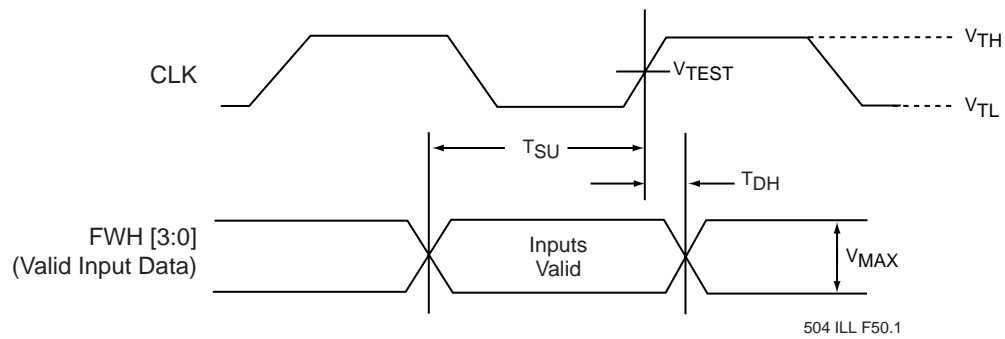 VTH
CLK
VTEST
VTL
TSU
TDH
FWH [3:0]
(Valid Input Data)
Inputs
Valid
VMAX
504 ILL F50.1